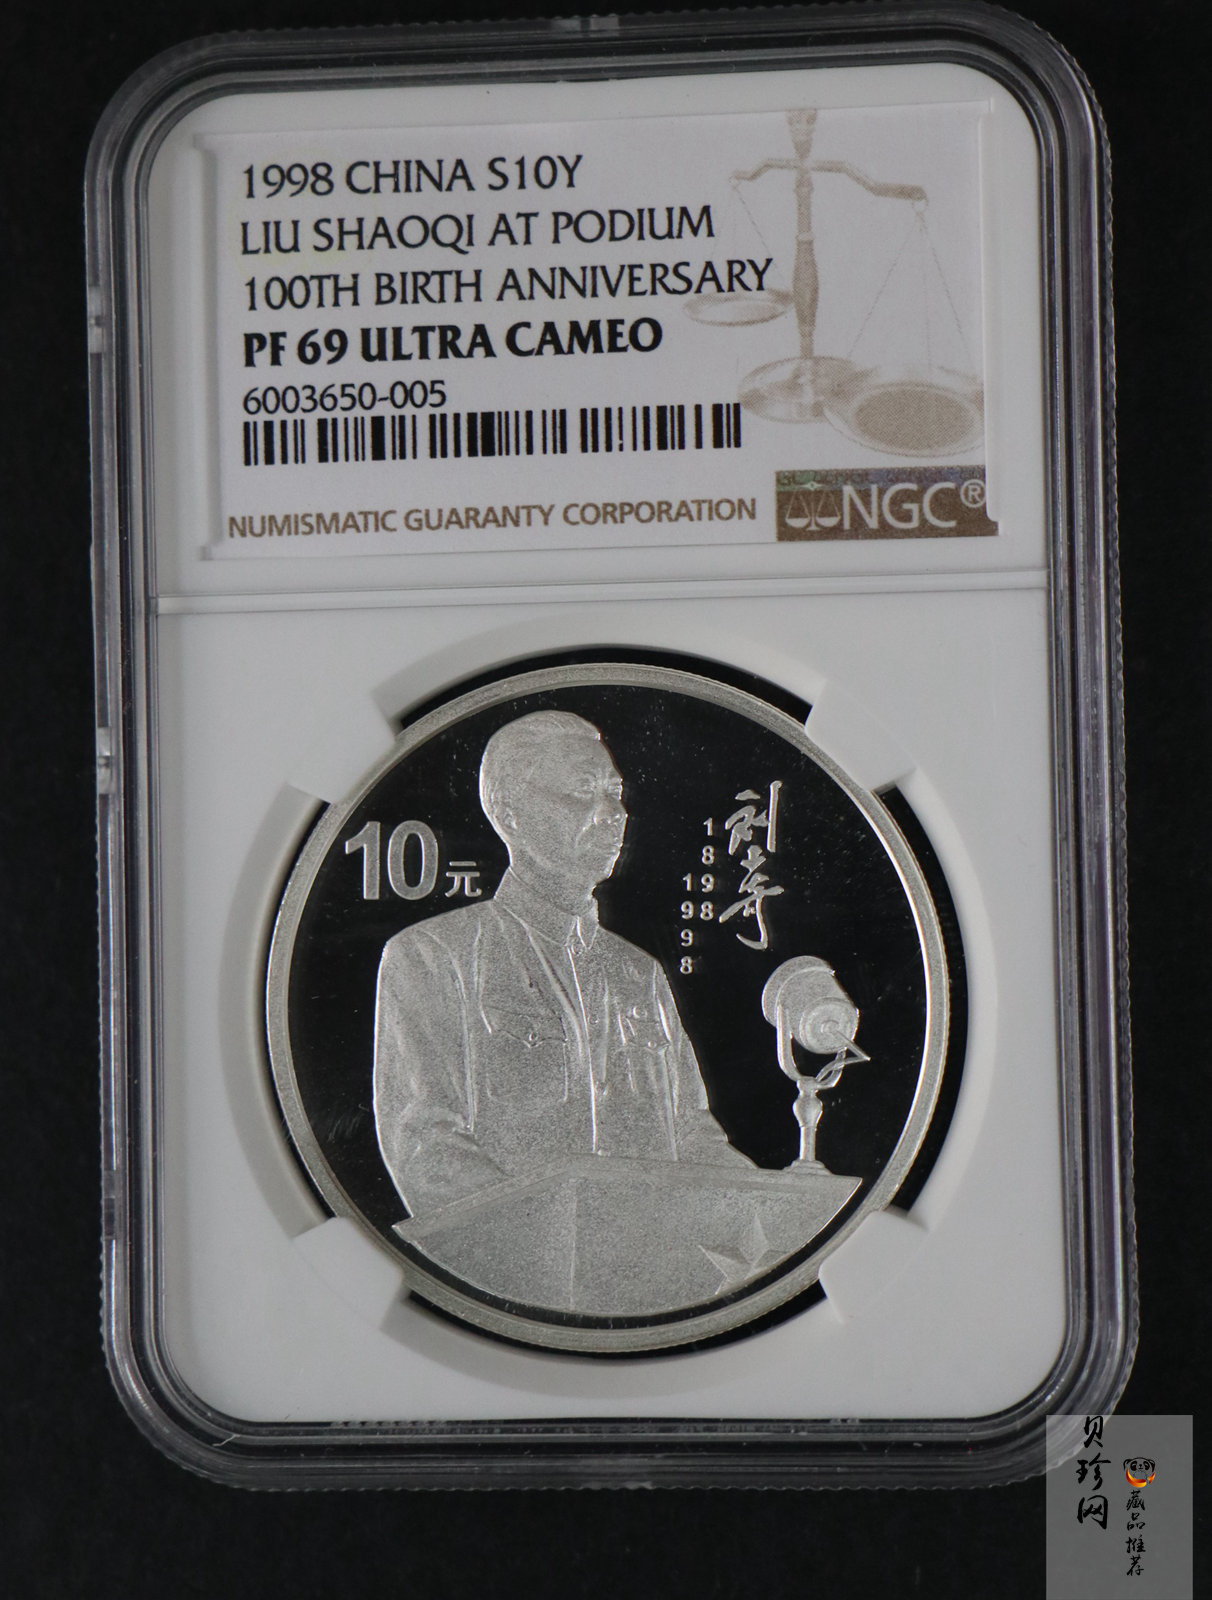 1998 CHINA S10Y
LIU SHAOQI AT PODIUM
100TH BIRTH ANNIVERSARY
PF 69 ULTRA CAMEO
6003650-005
NUMISMATIC GUARANTY CORPORATION
NGC®
10元
刘少奇
1898
1998
贝珍网
藏品推荐